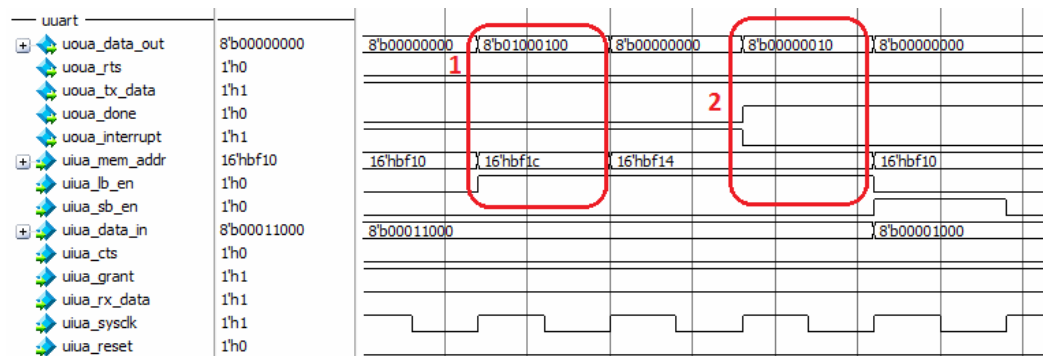 uuart
uoua_data_out 8'b00000000 8'b00000000 8'b01000100 8'b00000000 8'b00000010 8'b00000000
uoua_rts 1'h0 1
uoua_tx_data 1'h1
uoua_done 1'h0 2
uoua_interrupt 1'h1
uiua_mem_addr 16'hbf10 16'hbf10 16'hbf1c 16'hbf14 16'hbf10
uiua_lb_en 1'h0
uiua_sb_en 1'h0
uiua_data_in 8'b00011000 8'b00011000 8'b00001000
uiua_cts 1'h0
uiua_grant 1'h1
uiua_rx_data 1'h1
uiua_sysclk 1'h1
uiua_reset 1'h0